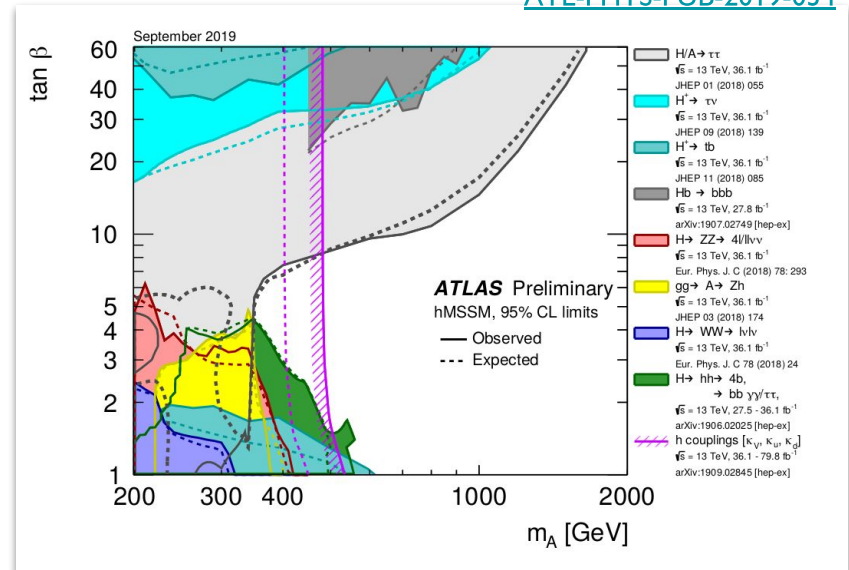 ATL-PHYS-PUB-2019-034
September 2019
tan β
60
40
30
20
10
5
4
3
2
1
200
300
400
1000
2000
m_A [GeV]
ATLAS Preliminary
hMSSM, 95% CL limits
Observed
Expected
H/A→ ττ
√s = 13 TeV, 36.1 fb⁻¹
JHEP 01 (2018) 055
H⁺→ τν
√s = 13 TeV, 36.1 fb⁻¹
JHEP 09 (2018) 139
H⁺→ tb
√s = 13 TeV, 36.1 fb⁻¹
JHEP 11 (2018) 085
Hb → bbb
√s = 13 TeV, 27.8 fb⁻¹
arXiv:1907.02749 [hep-ex]
H→ ZZ→ 4l/llνν
√s = 13 TeV, 36.1 fb⁻¹
Eur. Phys. J. C (2018) 78: 293
gg→ A→ Zh
√s = 13 TeV, 36.1 fb⁻¹
JHEP 03 (2018) 174
H→ WW→ lνlν
√s = 13 TeV, 36.1 fb⁻¹
Eur. Phys. J. C 78 (2018) 24
H→ hh→ 4b,
→ bb γγ/ττ,
√s = 13 TeV, 27.5 - 36.1 fb⁻¹
arXiv:1906.02025 [hep-ex]
h couplings [κ_V, κ_u, κ_d]
√s = 13 TeV, 36.1 - 79.8 fb⁻¹
arXiv:1909.02845 [hep-ex]